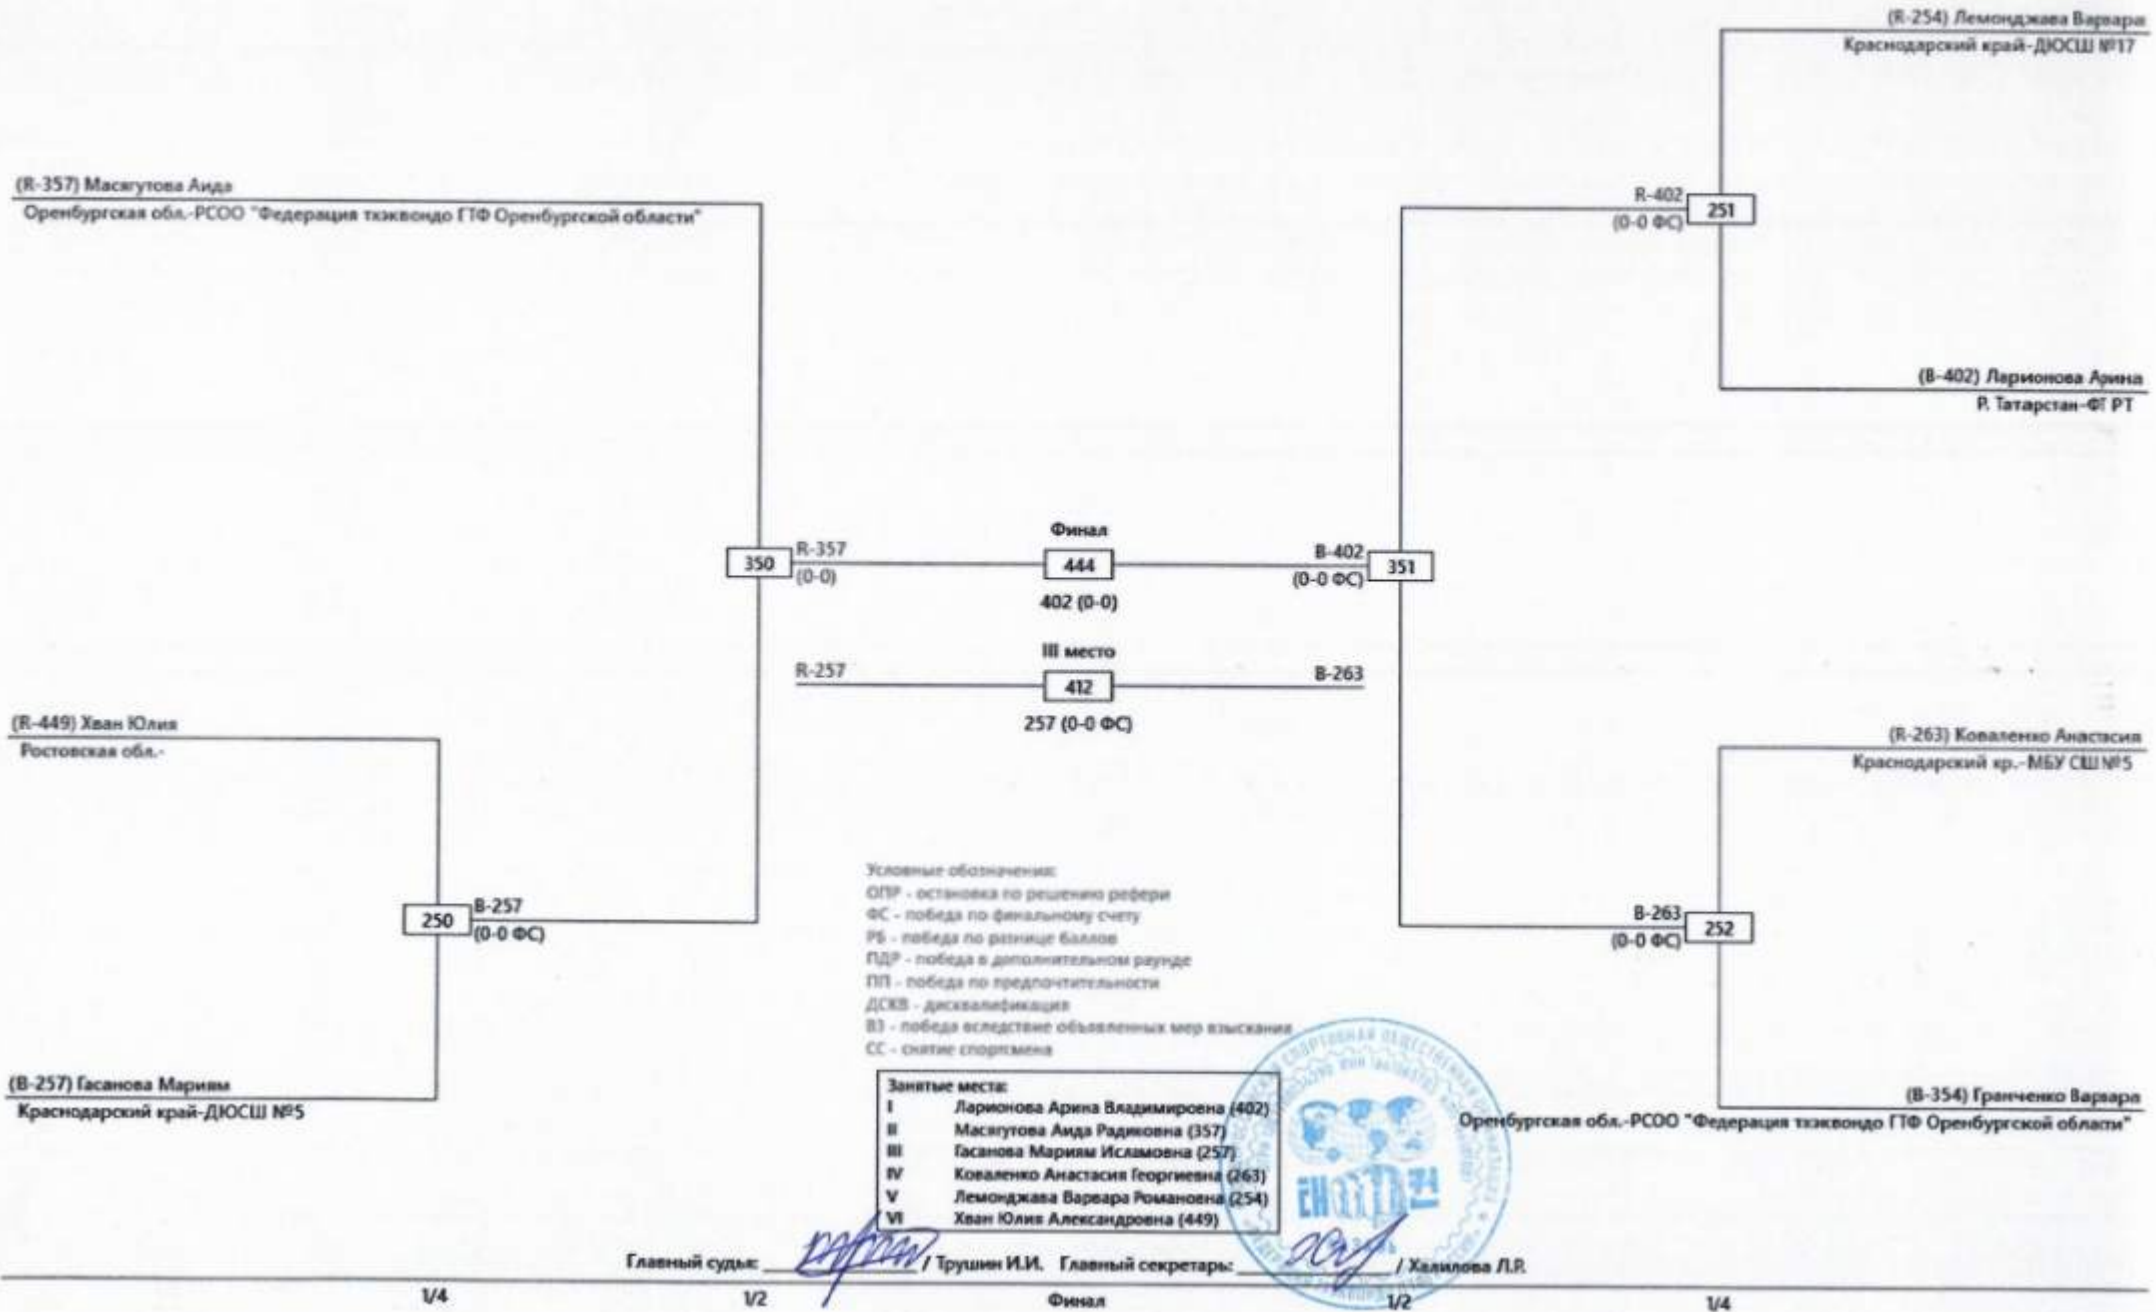 (R-254) Лемонджава Варвара
Краснодарский край-ДЮСШ №17
(R-357) Масягутова Аида
Оренбургская обл.-РСОО "Федерация тхэквондо ГТФ Оренбургской области"
R-402
(0-0 ФС)
251
(B-402) Ларионова Арина
Р. Татарстан-ФГ РТ
Финал
350
R-357
(0-0)
444
B-402
(0-0 ФС)
351
402 (0-0)
III место
R-257
412
B-263
257 (0-0 ФС)
(R-449) Хван Юлия
Ростовская обл.-
(R-263) Коваленко Анастасия
Краснодарский кр.-МБУ СШ №5
250
B-257
(0-0 ФС)
B-263
(0-0 ФС)
252
Условные обозначения:
ОПР - остановка по решению рефери
ФС - победа по финальному счету
РБ - победа по разнице баллов
ПДР - победа в дополнительном раунде
ПП - победа по предпочтительности
ДСКВ - дисквалификация
ВЗ - победа вследствие объявленных мер взыскания
СС - снятие спортсмена
(B-257) Гасанова Мариям
Краснодарский край-ДЮСШ №5
(B-354) Гранченко Варвара
Оренбургская обл.-РСОО "Федерация тхэквондо ГТФ Оренбургской области"
Занятые места:
I Ларионова Арина Владимировна (402)
II Масягутова Аида Радиковна (357)
III Гасанова Мариям Исламовна (257)
IV Коваленко Анастасия Георгиевна (263)
V Лемонджава Варвара Романовна (254)
VI Хван Юлия Александровна (449)
Главный судья: / Трушин И.И. Главный секретарь: / Халилова Л.Р.
1/4 1/2 Финал 1/2 1/4